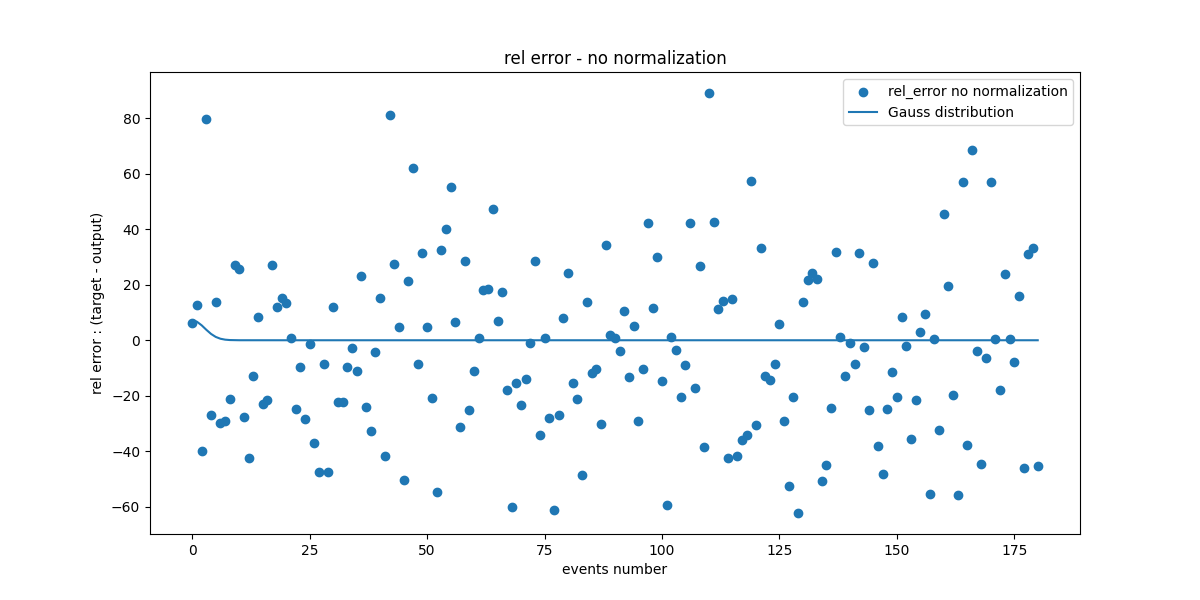 rel error - no normalization
rel_error no normalization
Gauss distribution
rel error : (target - output)
80
60
40
20
0
−20
−40
−60
0 25 50 75 100 125 150 175
events number